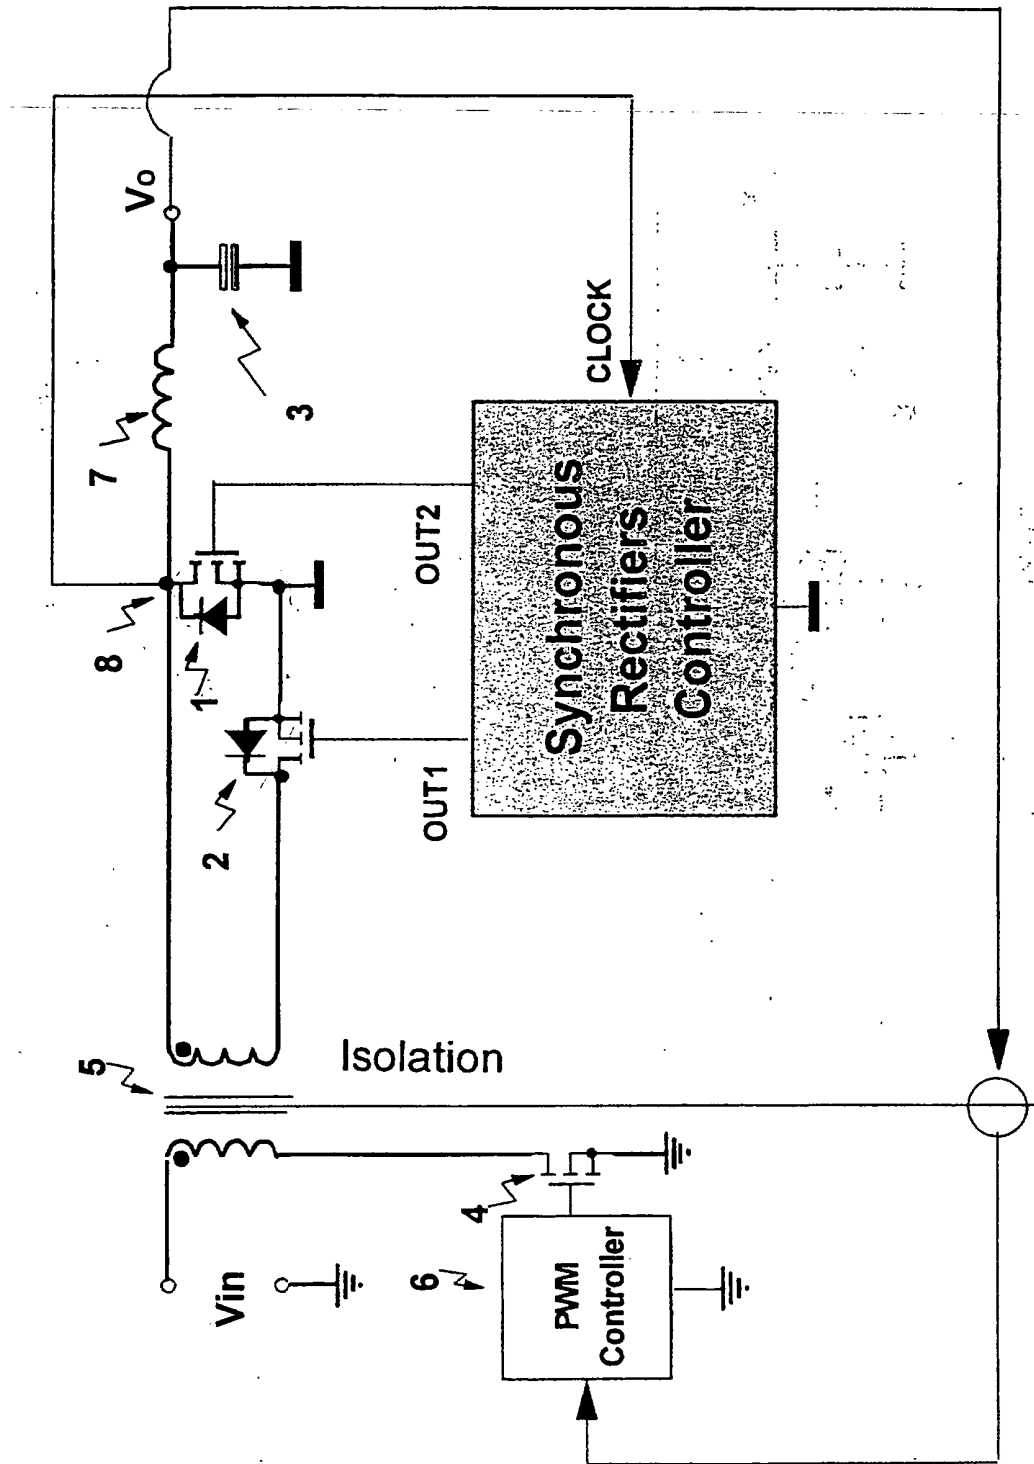 Vin
5
Isolation
6
PWM
Controller
4
8
7
Vo
1
2
3
OUT1
OUT2
CLOCK
Synchronous
Rectifiers
Controller